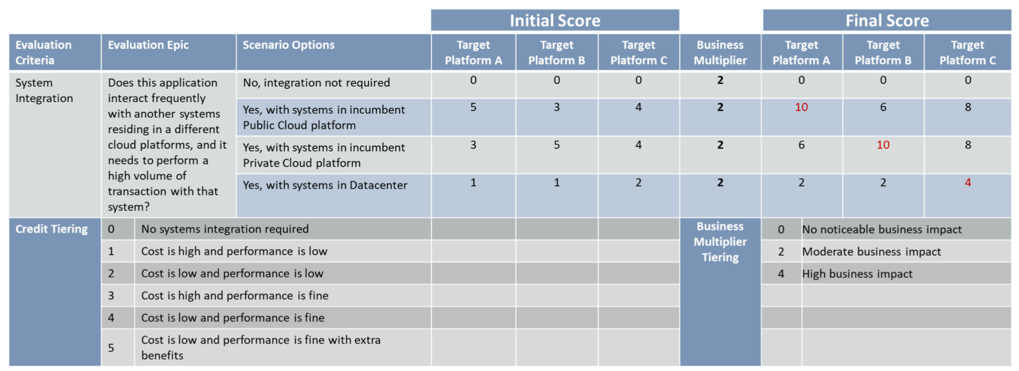 Initial Score Final Score
Evaluation Criteria Evaluation Epic Scenario Options Target Platform A Target Platform B Target Platform C Business Multiplier Target Platform A Target Platform B Target Platform C
System Integration
Does this application
interact frequently
with another systems
residing in a different
cloud platforms, and it
needs to perform a
high volume of
transaction with that
system?
No, integration not required 0 0 0 2 0 0 0
Yes, with systems in incumbent
Public Cloud platform 5 3 4 2 10 6 8
Yes, with systems in incumbent
Private Cloud platform 3 5 4 2 6 10 8
Yes, with systems in Datacenter 1 1 2 2 2 2 4
Credit Tiering
0 No systems integration required
1 Cost is high and performance is low
2 Cost is low and performance is low
3 Cost is high and performance is fine
4 Cost is low and performance is fine
5 Cost is low and performance is fine with extra
benefits
Business
Multiplier
Tiering
0 No noticeable business impact
2 Moderate business impact
4 High business impact